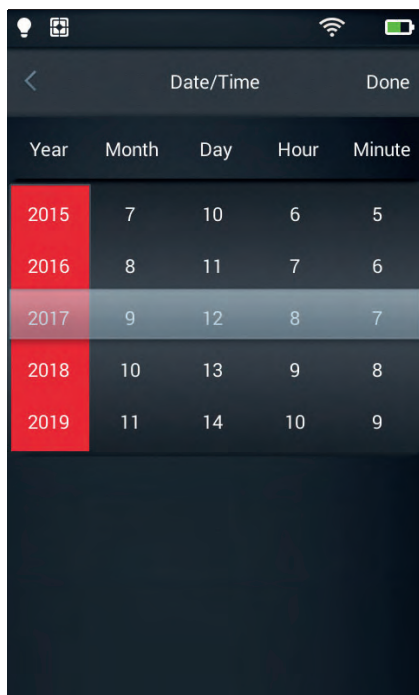 Date/Time Done
Year Month Day Hour Minute
2015 7 10 6 5
2016 8 11 7 6
2017 9 12 8 7
2018 10 13 9 8
2019 11 14 10 9